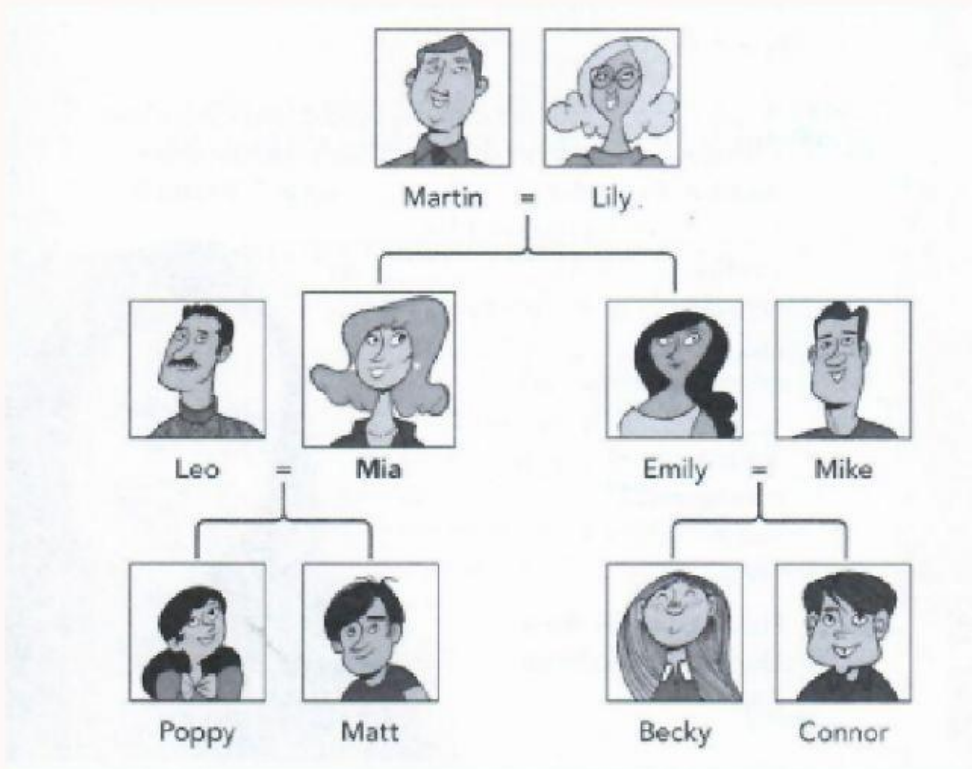 Martin = Lily
Leo = Mia Emily = Mike
Poppy Matt Becky Connor